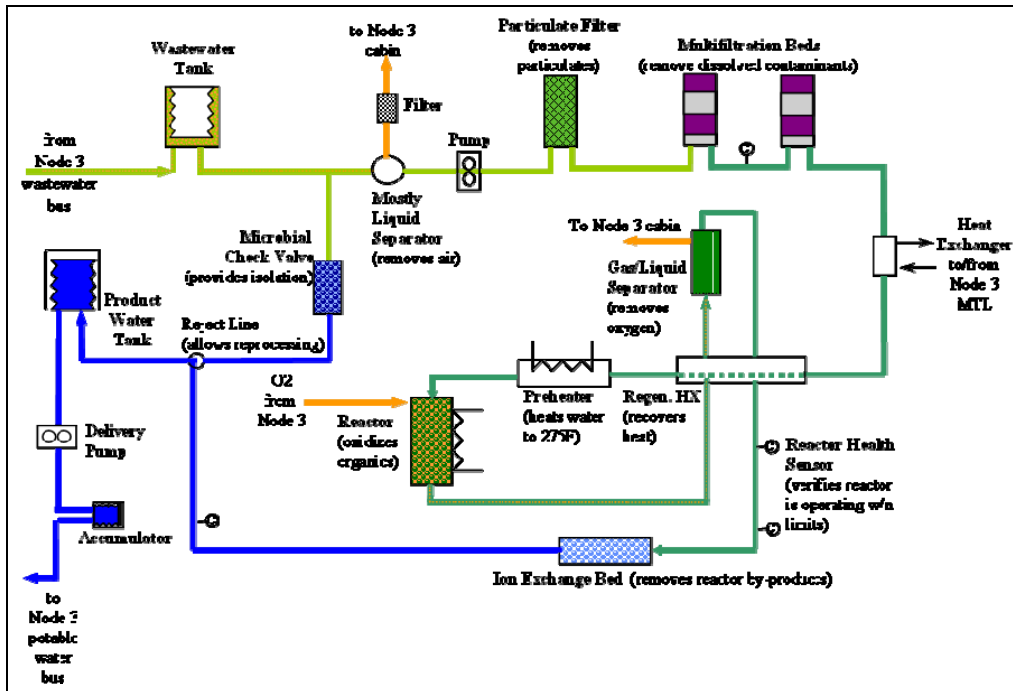 to Node 3
cabin
Particulate Filter
(removes
particulates)
Multifiltration Beds
(remove dissolved contaminants)
Wastewater
Tank
Filter
Pump
from
Node 3
wastewater
bus
Mostly
Liquid
Separator
(removes air)
Microbial
Check Valve
(provides isolation)
To Node 3 cabin
Gas/Liquid
Separator
(removes
oxygen)
Heat
Exchanger
to/from
Node 3
MTL
Product
Water
Tank
Reject Line
(allows reprocessing)
O2
from
Node 3
Reactor
(oxidizes
organics)
Preheater
(heats water
to 275F)
Regen. HX
(recovers
heat)
Delivery
Pump
Reactor Health
Sensor
(verifies reactor
is operating w/n
limits)
Accumulator
Ion Exchange Bed (removes reactor by-products)
to
Node 3
potable
water
bus